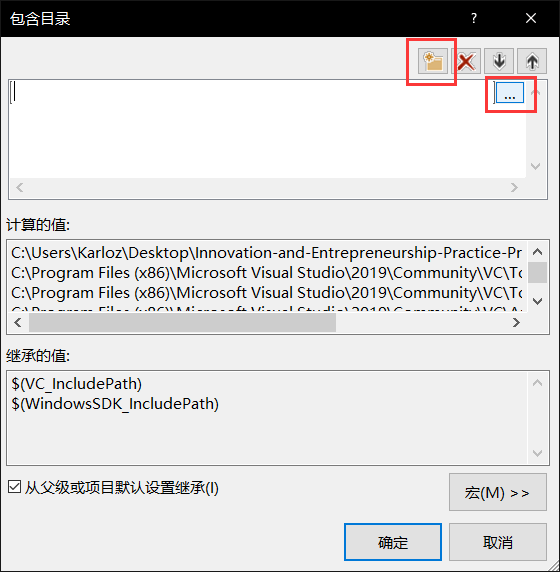 包含目录
...
计算的值:
C:\Users\Karloz\Desktop\Innovation-and-Entrepreneurship-Practice-Pr
C:\Program Files (x86)\Microsoft Visual Studio\2019\Community\VC\To
C:\Program Files (x86)\Microsoft Visual Studio\2019\Community\VC\To
继承的值:
$(VC_IncludePath)
$(WindowsSDK_IncludePath)
从父级或项目默认设置继承(I)
宏(M) >>
确定
取消